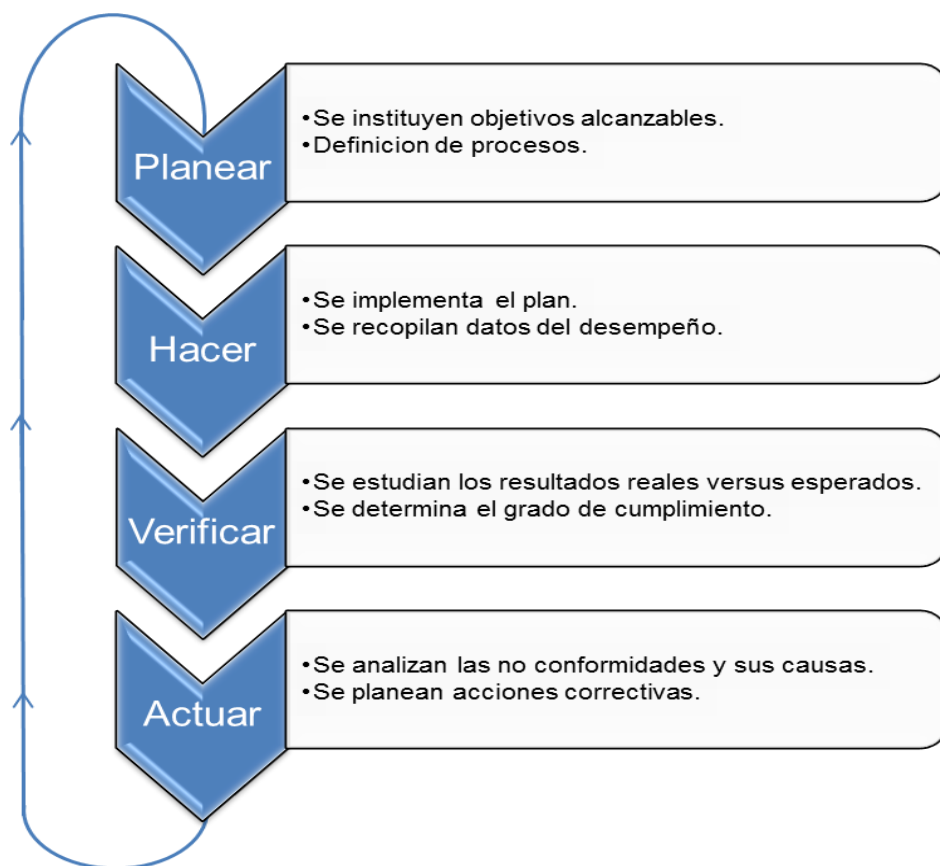 Planear
•Se instituyen objetivos alcanzables.
•Definicion de procesos.
Hacer
•Se implementa el plan.
•Se recopilan datos del desempeño.
Verificar
•Se estudian los resultados reales versus esperados.
•Se determina el grado de cumplimiento.
Actuar
•Se analizan las no conformidades y sus causas.
•Se planean acciones correctivas.